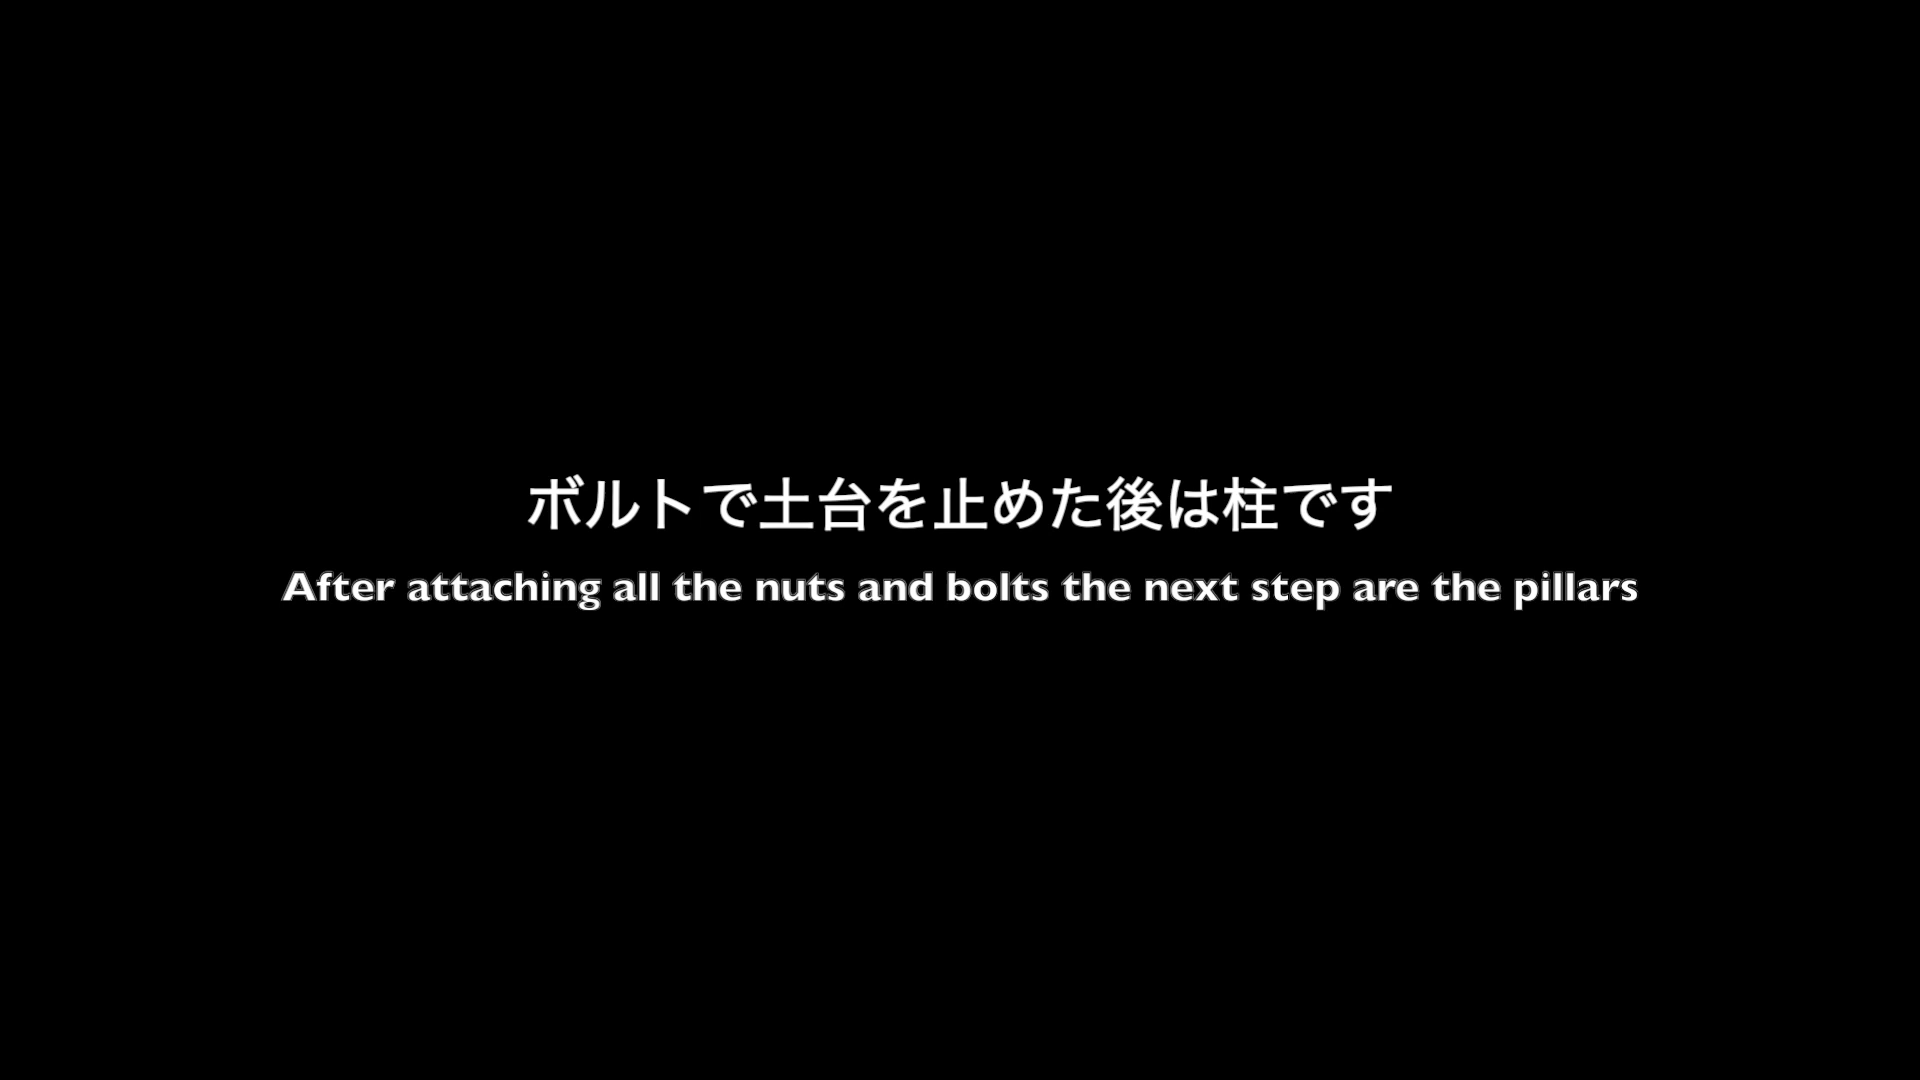 ボルトで土台を止めた後は柱です
After attaching all the nuts and bolts the next step are the pillars